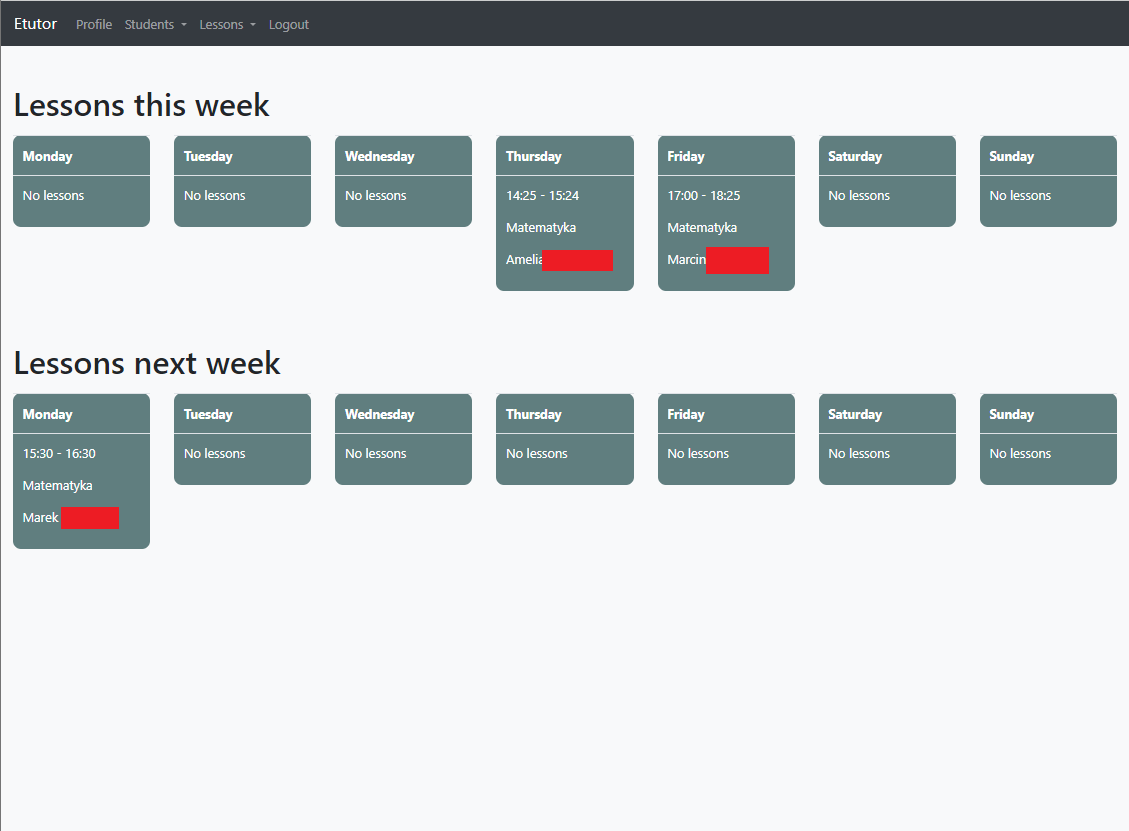 Etutor Profile Students Lessons Logout
Lessons this week
Monday
No lessons
Tuesday
No lessons
Wednesday
No lessons
Thursday
14:25 - 15:24
Matematyka
Amelia
Friday
17:00 - 18:25
Matematyka
Marcin
Saturday
No lessons
Sunday
No lessons
Lessons next week
Monday
15:30 - 16:30
Matematyka
Marek
Tuesday
No lessons
Wednesday
No lessons
Thursday
No lessons
Friday
No lessons
Saturday
No lessons
Sunday
No lessons